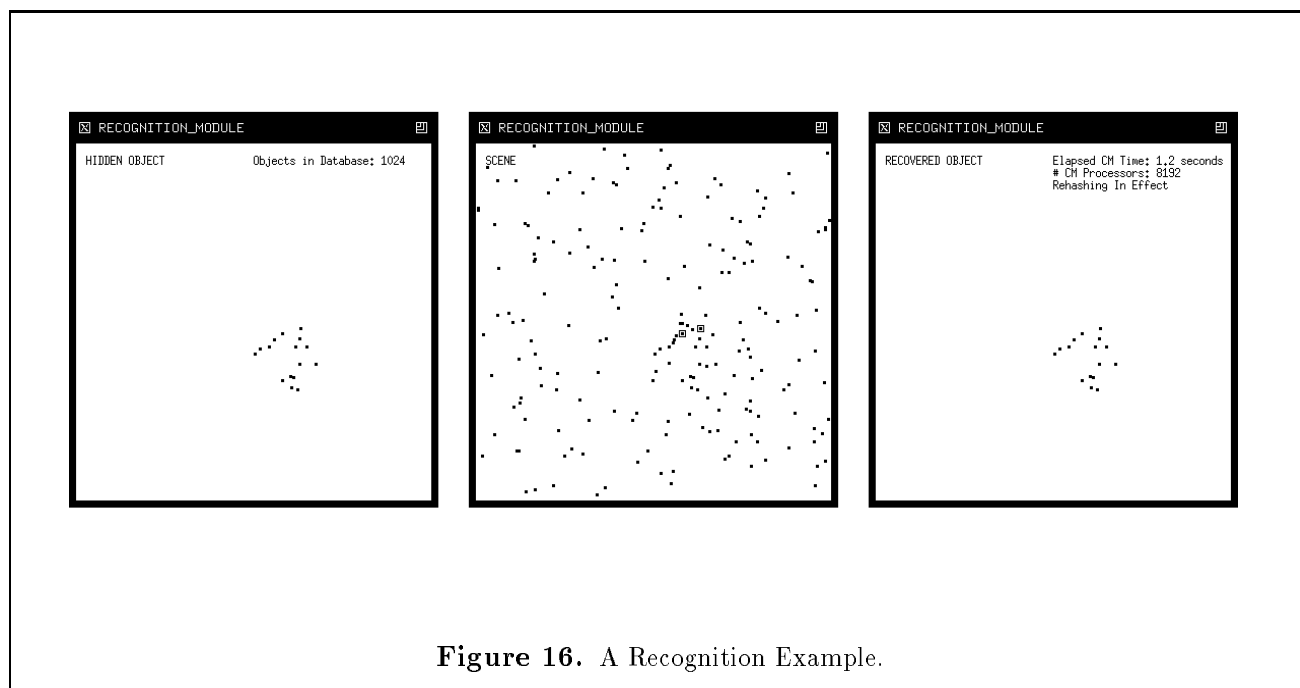 RECOGNITION_MODULE
HIDDEN OBJECT
Objects in Database: 1024
RECOGNITION_MODULE
SCENE
RECOGNITION_MODULE
RECOVERED OBJECT
Elapsed CM Time: 1.2 seconds
# CM Processors: 8192
Rehashing In Effect
Figure 16. A Recognition Example.